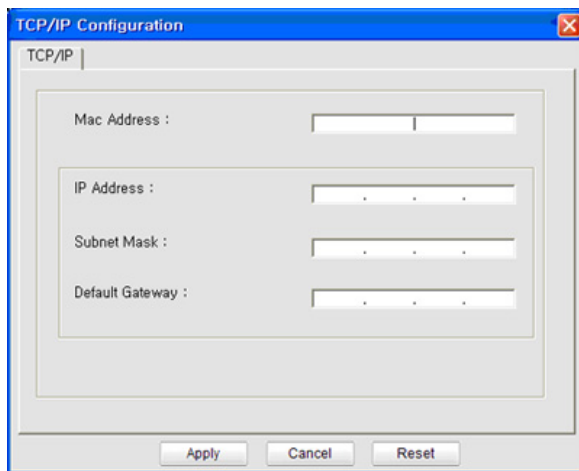 TCP/IP Configuration
TCP/IP
Mac Address :
IP Address :
. . .
Subnet Mask :
. . .
Default Gateway :
. . .
Apply Cancel Reset